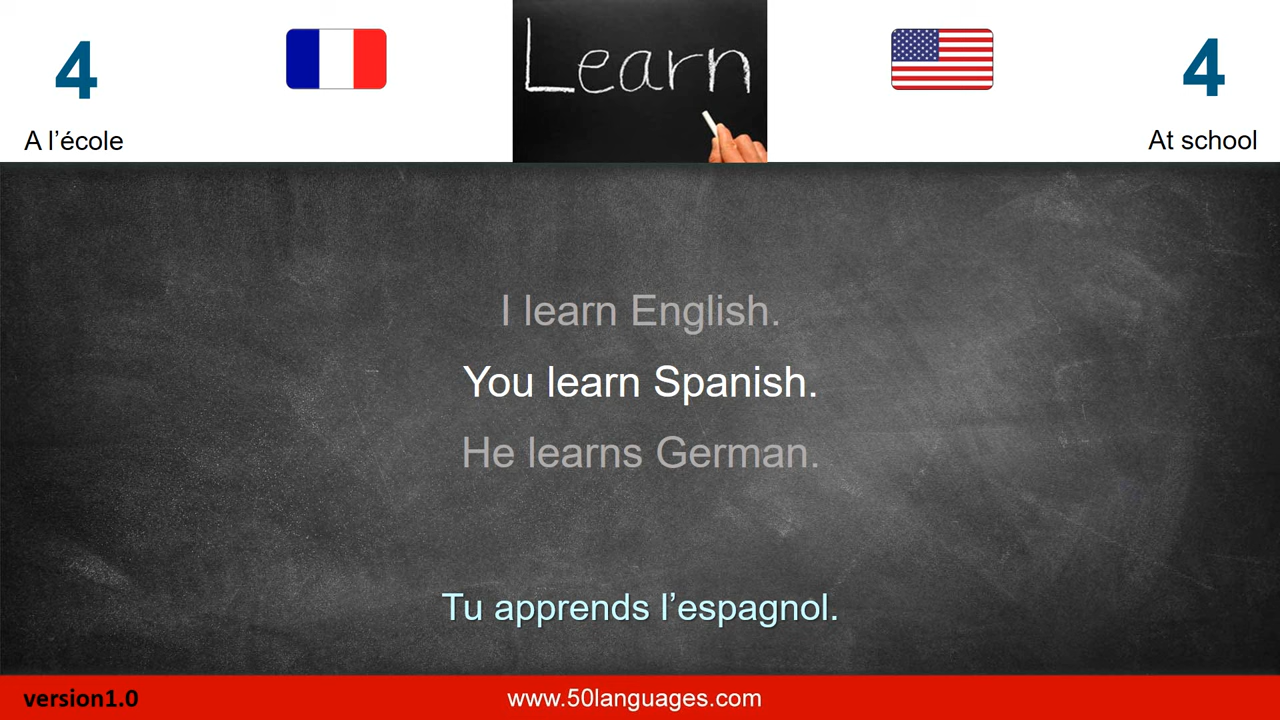 4
A l’école
Learn
4
At school
I learn English.
You learn Spanish.
He learns German.
Tu apprends l’espagnol.
version1.0
www.50languages.com